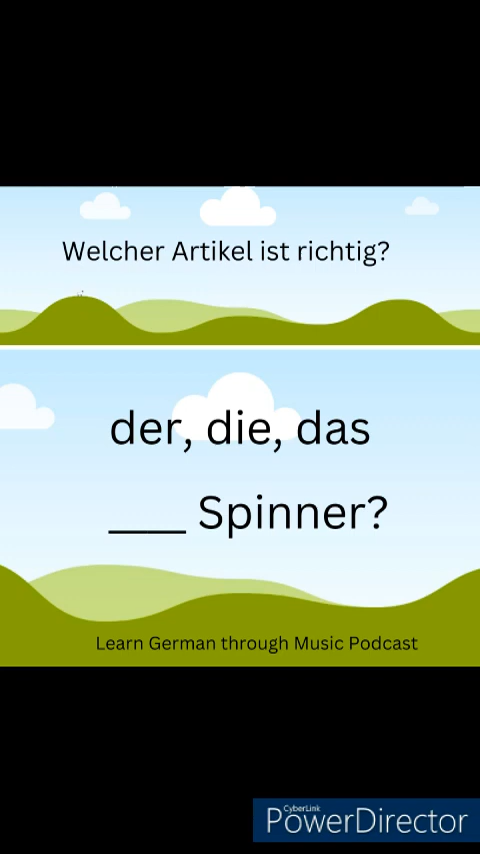 Welcher Artikel ist richtig?
der, die, das
____ Spinner?
Learn German through Music Podcast
CyberLink
PowerDirector